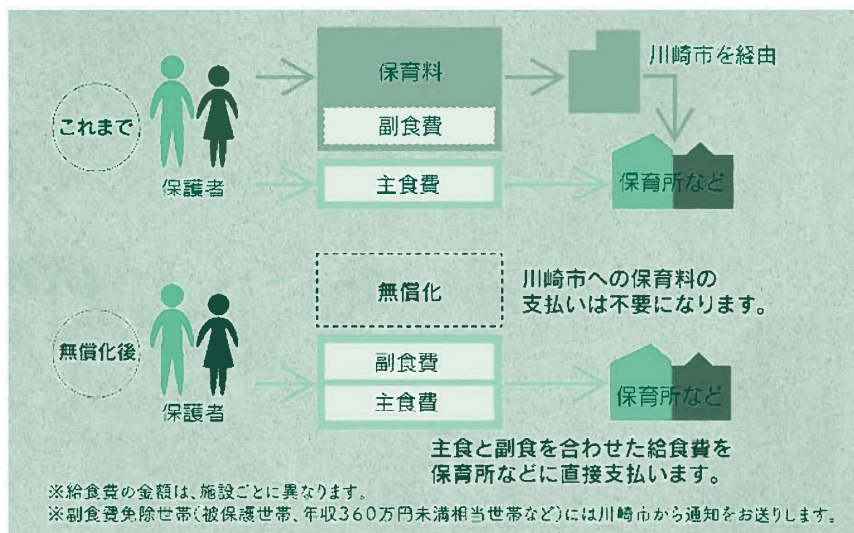 保育料
川崎市を経由
これまで
副食費
主食費
保護者
保育所など
無償化
川崎市への保育料の
支払いは不要になります。
無償化後
副食費
主食費
保護者
保育所など
主食と副食を合わせた給食費を
保育所などに直接支払います。
※給食費の金額は、施設ごとに異なります。
※副食費免除世帯(被保護世帯、年収360万円未満相当世帯など)には川崎市から通知をお送りします。